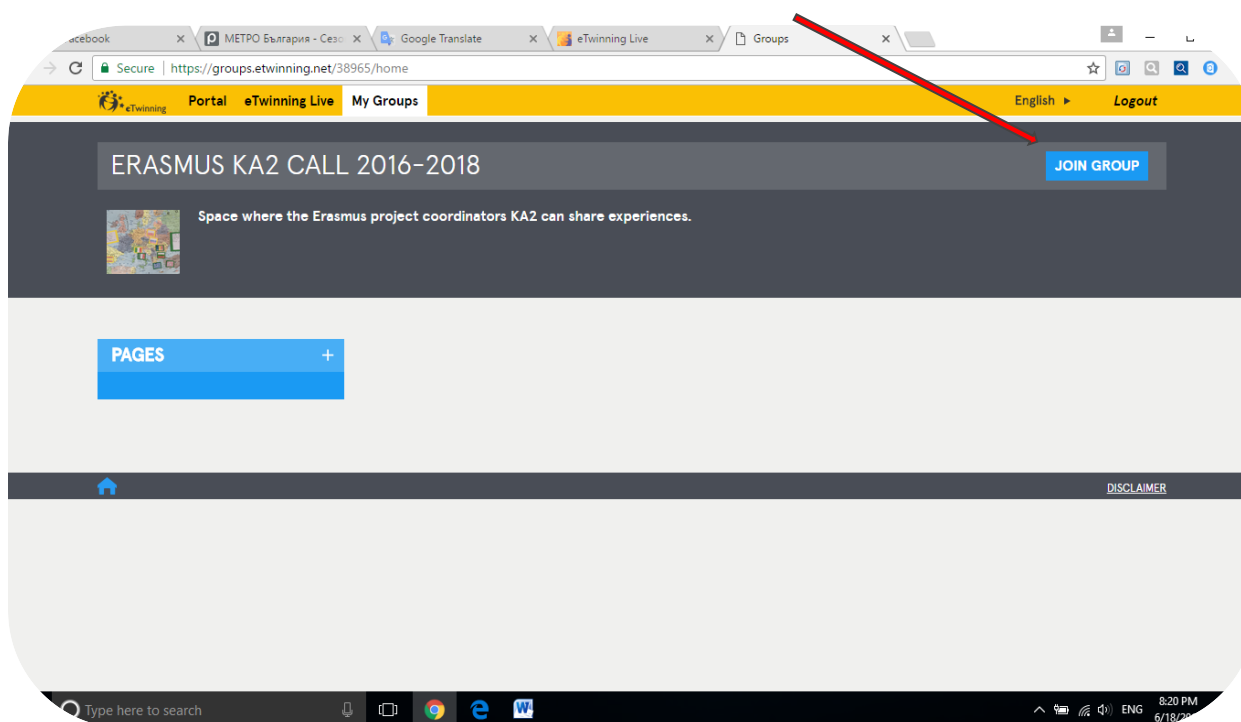 acebook МЕТРО България - Сезо Google Translate eTwinning Live Groups
Secure | https://groups.etwinning.net/38965/home
eTwinning Portal eTwinning Live My Groups English Logout
ERASMUS KA2 CALL 2016-2018 JOIN GROUP
Space where the Erasmus project coordinators KA2 can share experiences.
PAGES +
DISCLAIMER
Type here to search ENG 8:20 PM
6/18/20